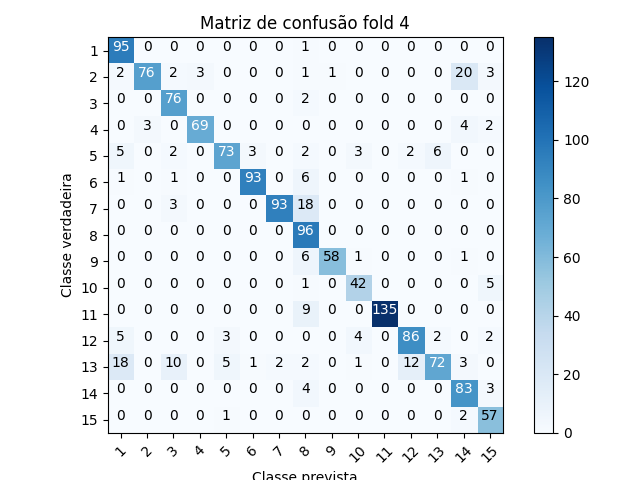 Matriz de confusão fold 4
Classe verdadeira
1 95 0 0 0 0 0 0 1 0 0 0 0 0 0 0
2 2 76 2 3 0 0 0 1 1 0 0 0 0 20 3
3 0 0 76 0 0 0 0 2 0 0 0 0 0 0 0
4 0 3 0 69 0 0 0 0 0 0 0 0 0 4 2
5 5 0 2 0 73 3 0 2 0 3 0 2 6 0 0
6 1 0 1 0 0 93 0 6 0 0 0 0 0 1 0
7 0 0 3 0 0 0 93 18 0 0 0 0 0 0 0
8 0 0 0 0 0 0 0 96 0 0 0 0 0 0 0
9 0 0 0 0 0 0 0 6 58 1 0 0 0 1 0
10 0 0 0 0 0 0 0 1 0 42 0 0 0 0 5
11 0 0 0 0 0 0 0 9 0 0 135 0 0 0 0
12 5 0 0 0 3 0 0 0 0 4 0 86 2 0 2
13 18 0 10 0 5 1 2 2 0 1 0 12 72 3 0
14 0 0 0 0 0 0 0 4 0 0 0 0 0 83 3
15 0 0 0 0 1 0 0 0 0 0 0 0 0 2 57
1 2 3 4 5 6 7 8 9 10 11 12 13 14 15
Classe prevista
120
100
80
60
40
20
0